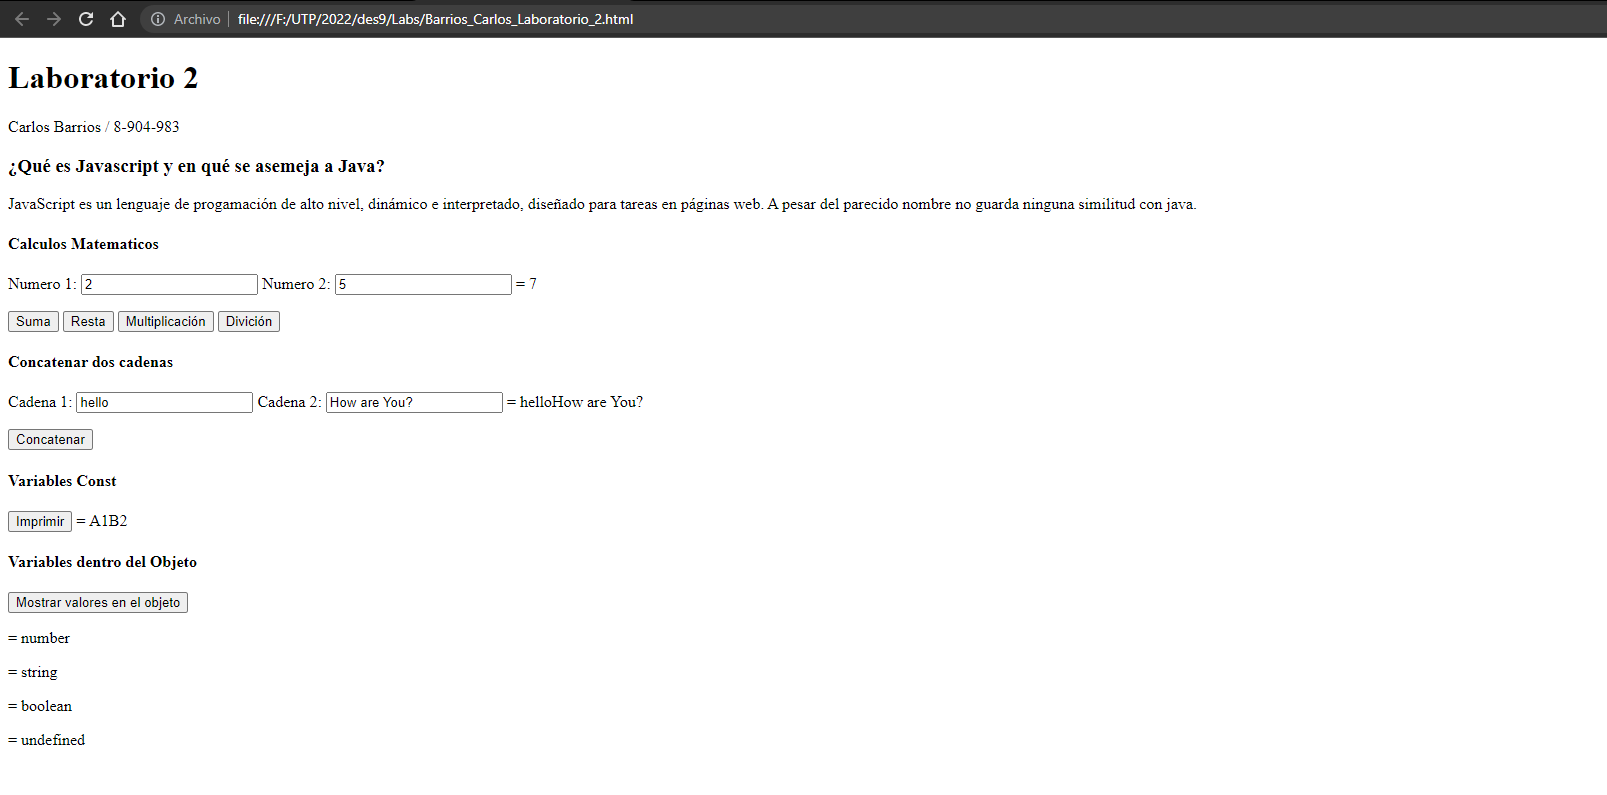 Archivo | file:///F:/UTP/2022/des9/Labs/Barrios_Carlos_Laboratorio_2.html
Laboratorio 2
Carlos Barrios / 8-904-983
¿Qué es Javascript y en qué se asemeja a Java?
JavaScript es un lenguaje de progamación de alto nivel, dinámico e interpretado, diseñado para tareas en páginas web. A pesar del parecido nombre no guarda ninguna similitud con java.
Calculos Matematicos
Numero 1: 2 Numero 2: 5 = 7
Suma Resta Multiplicación División
Concatenar dos cadenas
Cadena 1: hello Cadena 2: How are You? = helloHow are You?
Concatenar
Variables Const
Imprimir = A1B2
Variables dentro del Objeto
Mostrar valores en el objeto
= number
= string
= boolean
= undefined